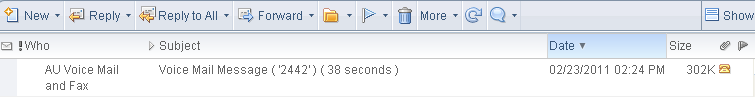 New Reply Reply to All Forward More Show
! Who Subject Date Size
AU Voice Mail and Fax Voice Mail Message ( '2442' ) ( 38 seconds ) 02/23/2011 02:24 PM 302K